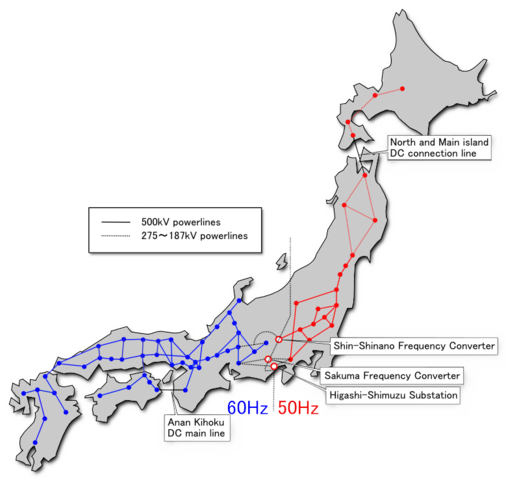 North and Main island
DC connection line
500kV powerlines
275～187kV powerlines
Shin-Shinano Frequency Converter
Sakuma Frequency Converter
Higashi-Shimuzu Substation
60Hz 50Hz
Anan Kihoku
DC main line